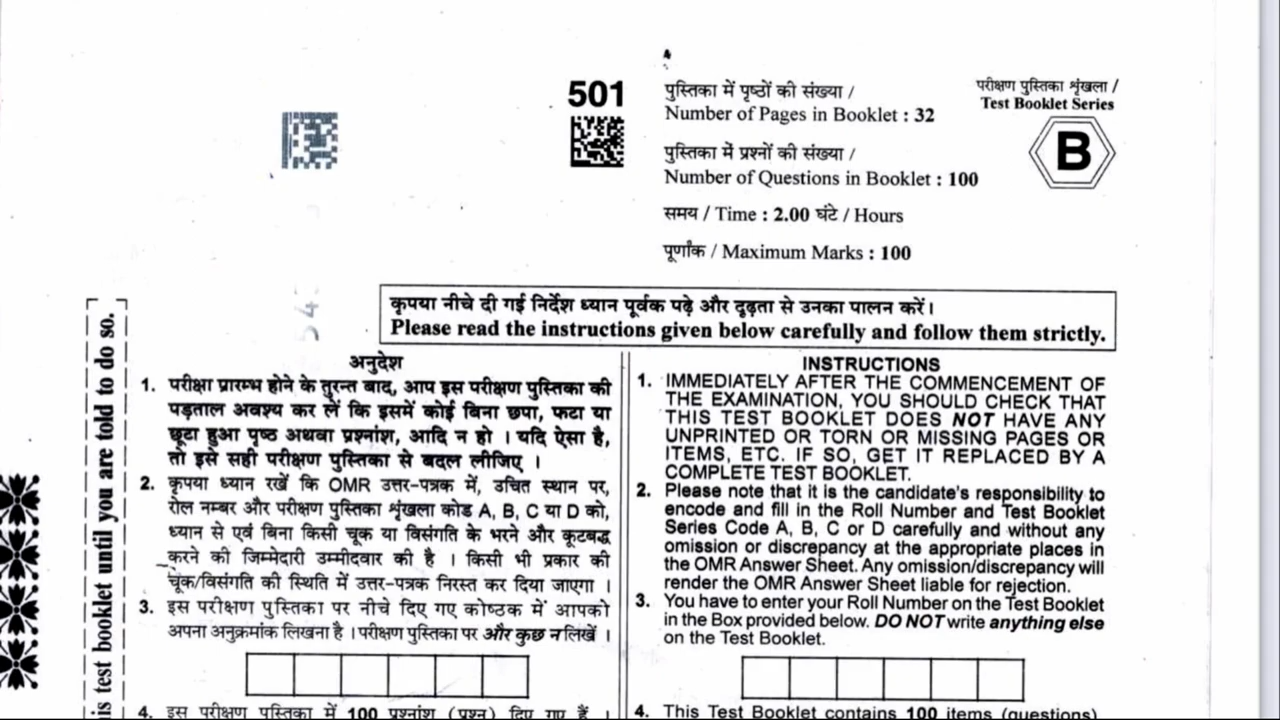 501
पुस्तिका में पृष्ठों की संख्या /
Number of Pages in Booklet : 32
पुस्तिका में प्रश्नों की संख्या /
Number of Questions in Booklet : 100
समय / Time : 2.00 घंटे / Hours
पूर्णांक / Maximum Marks : 100
परीक्षण पुस्तिका शृंखला /
Test Booklet Series
B
कृपया नीचे दी गई निर्देश ध्यान पूर्वक पढ़े और दृढ़ता से उनका पालन करें।
Please read the instructions given below carefully and follow them strictly.
is test booklet until you are told to do so.
अनुदेश
1. परीक्षा प्रारम्भ होने के तुरन्त बाद, आप इस परीक्षण पुस्तिका की
पड़ताल अवश्य कर लें कि इसमें कोई बिना छपा, फटा या
छूटा हुआ पृष्ठ अथवा प्रश्नांश, आदि न हो । यदि ऐसा है,
तो इसे सही परीक्षण पुस्तिका से बदल लीजिए ।
2. कृपया ध्यान रखें कि OMR उत्तर-पत्रक में, उचित स्थान पर,
रोल नम्बर और परीक्षण पुस्तिका शृंखला कोड A, B, C या D को,
ध्यान से एवं बिना किसी चूक या विसंगति के भरने और कूटबद्ध
करने की जिम्मेदारी उम्मीदवार की है । किसी भी प्रकार की
चूक/विसंगति की स्थिति में उत्तर-पत्रक निरस्त कर दिया जाएगा ।
3. इस परीक्षण पुस्तिका पर नीचे दिए गए कोष्ठक में आपको
अपना अनुक्रमांक लिखना है । परीक्षण पुस्तिका पर और कुछ न लिखें ।
4. इस परीक्षण पुस्तिका में 100 प्रश्नांश (प्रश्न) दिए गए हैं ।
INSTRUCTIONS
1. IMMEDIATELY AFTER THE COMMENCEMENT OF
THE EXAMINATION, YOU SHOULD CHECK THAT
THIS TEST BOOKLET DOES NOT HAVE ANY
UNPRINTED OR TORN OR MISSING PAGES OR
ITEMS, ETC. IF SO, GET IT REPLACED BY A
COMPLETE TEST BOOKLET.
2. Please note that it is the candidate's responsibility to
encode and fill in the Roll Number and Test Booklet
Series Code A, B, C or D carefully and without any
omission or discrepancy at the appropriate places in
the OMR Answer Sheet. Any omission/discrepancy will
render the OMR Answer Sheet liable for rejection.
3. You have to enter your Roll Number on the Test Booklet
in the Box provided below. DO NOT write anything else
on the Test Booklet.
4. This Test Booklet contains 100 items (questions)